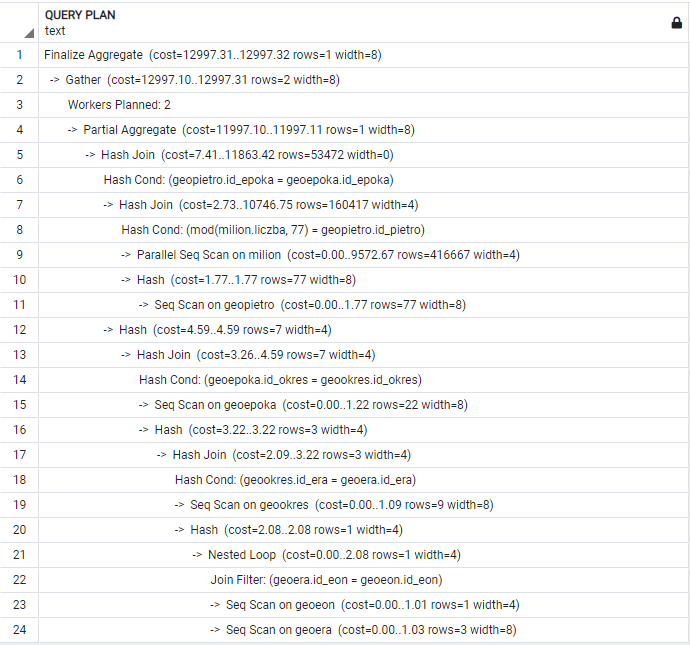 QUERY PLAN
text
1 Finalize Aggregate (cost=12997.31..12997.32 rows=1 width=8)
2 -> Gather (cost=12997.10..12997.31 rows=2 width=8)
3 Workers Planned: 2
4 -> Partial Aggregate (cost=11997.10..11997.11 rows=1 width=8)
5 -> Hash Join (cost=7.41..11863.42 rows=53472 width=0)
6 Hash Cond: (geopietro.id_epoka = geoepoka.id_epoka)
7 -> Hash Join (cost=2.73..10746.75 rows=160417 width=4)
8 Hash Cond: (mod(milion.liczba, 77) = geopietro.id_pietro)
9 -> Parallel Seq Scan on milion (cost=0.00..9572.67 rows=416667 width=4)
10 -> Hash (cost=1.77..1.77 rows=77 width=8)
11 -> Seq Scan on geopietro (cost=0.00..1.77 rows=77 width=8)
12 -> Hash (cost=4.59..4.59 rows=7 width=4)
13 -> Hash Join (cost=3.26..4.59 rows=7 width=4)
14 Hash Cond: (geoepoka.id_okres = geookres.id_okres)
15 -> Seq Scan on geoepoka (cost=0.00..1.22 rows=22 width=8)
16 -> Hash (cost=3.22..3.22 rows=3 width=4)
17 -> Hash Join (cost=2.09..3.22 rows=3 width=4)
18 Hash Cond: (geookres.id_era = geoera.id_era)
19 -> Seq Scan on geookres (cost=0.00..1.09 rows=9 width=8)
20 -> Hash (cost=2.08..2.08 rows=1 width=4)
21 -> Nested Loop (cost=0.00..2.08 rows=1 width=4)
22 Join Filter: (geoera.id_eon = geoeon.id_eon)
23 -> Seq Scan on geoeon (cost=0.00..1.01 rows=1 width=4)
24 -> Seq Scan on geoera (cost=0.00..1.03 rows=3 width=8)